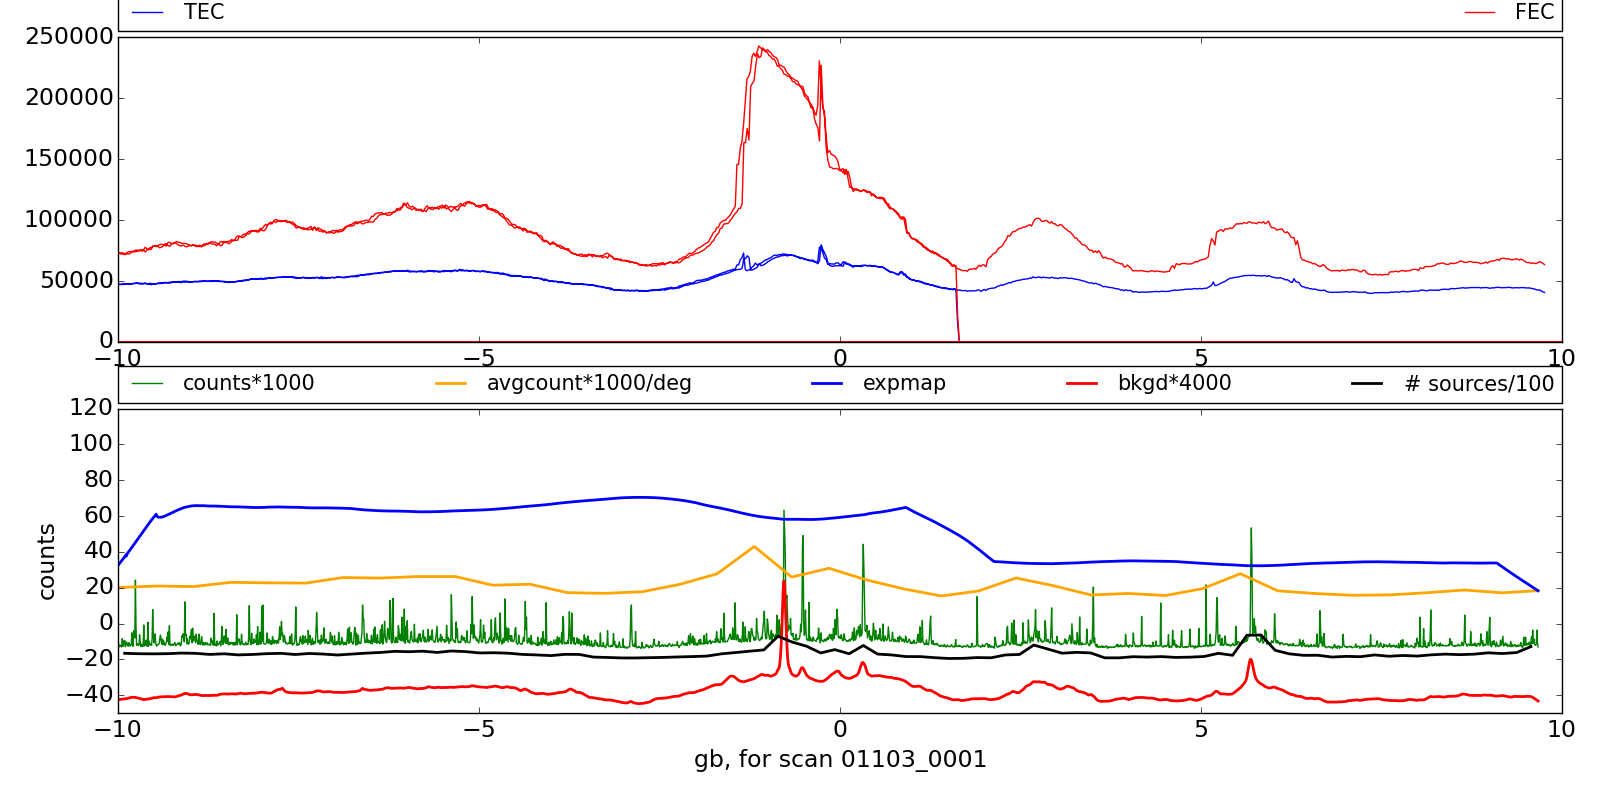 TEC FEC
250000
200000
150000
100000
50000
0
−10 −5 0 5 10
counts*1000 avgcount*1000/deg expmap bkgd*4000 # sources/100
120
100
80
60
40
20
0
−20
−40
counts
−10 −5 0 5 10
gb, for scan 01103_0001